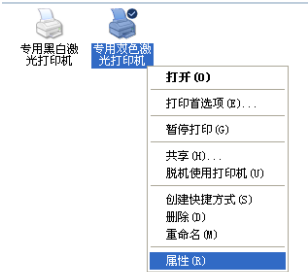 专用黑白激
光打印机
专用双色激
光打印机
打开(O)
打印首选项(E)...
暂停打印(G)
共享(H)...
脱机使用打印机(U)
创建快捷方式(S)
删除(D)
重命名(M)
属性(R)